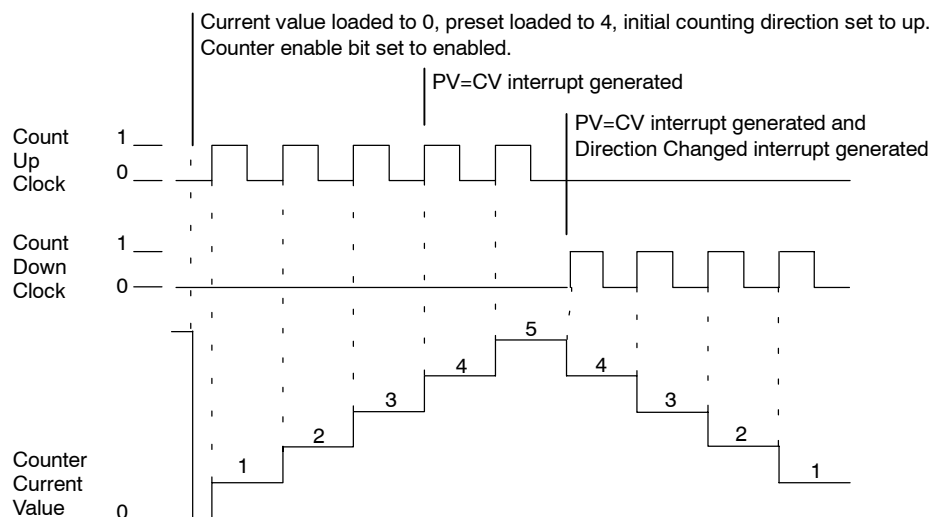 Current value loaded to 0, preset loaded to 4, initial counting direction set to up.
Counter enable bit set to enabled.
PV=CV interrupt generated
PV=CV interrupt generated and
Direction Changed interrupt generated
Count
Up
Clock
1
0
Count
Down
Clock
1
0
5
4
4
3
3
2
2
1
1
Counter
Current
Value
0